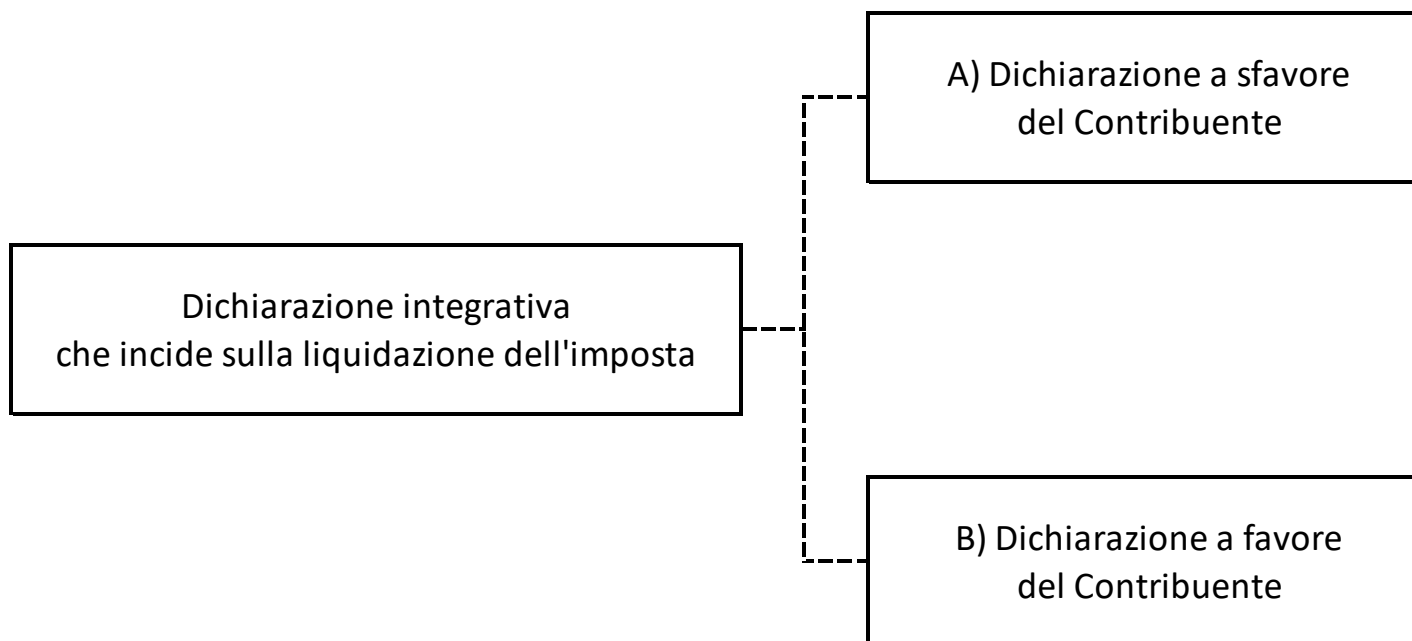 A) Dichiarazione a sfavore
del Contribuente
Dichiarazione integrativa
che incide sulla liquidazione dell'imposta
B) Dichiarazione a favore
del Contribuente